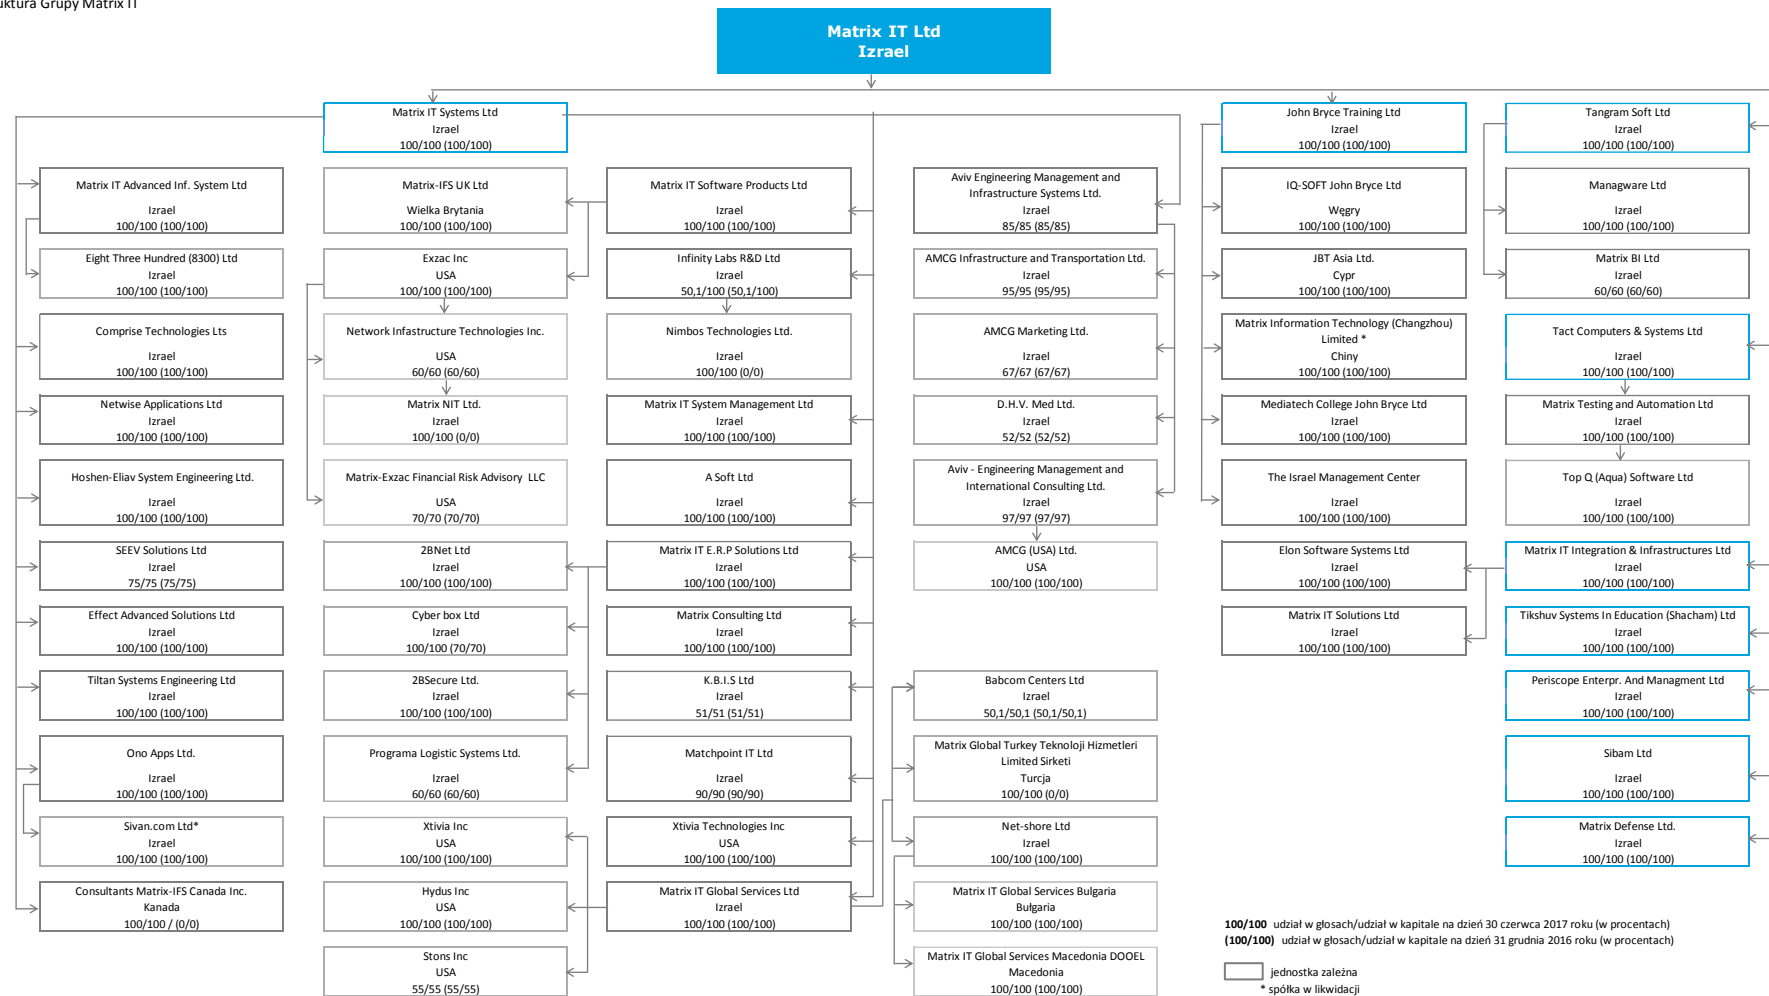 uktura Grupy Matrix IT
Matrix IT Ltd
Izrael
Matrix IT Systems Ltd
Izrael
100/100 (100/100)
John Bryce Training Ltd
Izrael
100/100 (100/100)
Tangram Soft Ltd
Izrael
100/100 (100/100)
Matrix IT Advanced Inf. System Ltd
Izrael
100/100 (100/100)
Matrix-IFS UK Ltd
Wielka Brytania
100/100 (100/100)
Matrix IT Software Products Ltd
Izrael
100/100 (100/100)
Aviv Engineering Management and
Infrastructure Systems Ltd.
Izrael
85/85 (85/85)
IQ-SOFT John Bryce Ltd
Węgry
100/100 (100/100)
Managware Ltd
Izrael
100/100 (100/100)
Eight Three Hundred (8300) Ltd
Izrael
100/100 (100/100)
Exzac Inc
USA
100/100 (100/100)
Infinity Labs R&D Ltd
Izrael
50,1/100 (50,1/100)
AMCG Infrastructure and Transportation Ltd.
Izrael
95/95 (95/95)
JBT Asia Ltd.
Cypr
100/100 (100/100)
Matrix BI Ltd
Izrael
60/60 (60/60)
Comprise Technologies Lts
Izrael
100/100 (100/100)
Network Infastructure Technologies Inc.
USA
60/60 (60/60)
Nimbos Technologies Ltd.
Izrael
100/100 (0/0)
AMCG Marketing Ltd.
Izrael
67/67 (67/67)
Matrix Information Technology (Changzhou)
Limited *
Chiny
100/100 (100/100)
Tact Computers & Systems Ltd
Izrael
100/100 (100/100)
Netwise Applications Ltd
Izrael
100/100 (100/100)
Matrix NIT Ltd.
Izrael
100/100 (0/0)
Matrix IT System Management Ltd
Izrael
100/100 (100/100)
D.H.V. Med Ltd.
Izrael
52/52 (52/52)
Mediatech College John Bryce Ltd
Izrael
100/100 (100/100)
Matrix Testing and Automation Ltd
Izrael
100/100 (100/100)
Hoshen-Eliav System Engineering Ltd.
Izrael
100/100 (100/100)
Matrix-Exzac Financial Risk Advisory  LLC
USA
70/70 (70/70)
A Soft Ltd
Izrael
100/100 (100/100)
Aviv - Engineering Management and
International Consulting Ltd.
Izrael
97/97 (97/97)
The Israel Management Center
Izrael
100/100 (100/100)
Top Q (Aqua) Software Ltd
Izrael
100/100 (100/100)
SEEV Solutions Ltd
Izrael
75/75 (75/75)
2BNet Ltd
Izrael
100/100 (100/100)
Matrix IT E.R.P Solutions Ltd
Izrael
100/100 (100/100)
AMCG (USA) Ltd.
USA
100/100 (100/100)
Elon Software Systems Ltd
Izrael
100/100 (100/100)
Matrix IT Integration & Infrastructures Ltd
Izrael
100/100 (100/100)
Effect Advanced Solutions Ltd
Izrael
100/100 (100/100)
Cyber box Ltd
Izrael
100/100 (70/70)
Matrix Consulting Ltd
Izrael
100/100 (100/100)
Matrix IT Solutions Ltd
Izrael
100/100 (100/100)
Tikshuv Systems In Education (Shacham) Ltd
Izrael
100/100 (100/100)
Tiltan Systems Engineering Ltd
Izrael
100/100 (100/100)
2BSecure Ltd.
Izrael
100/100 (100/100)
K.B.I.S Ltd
Izrael
51/51 (51/51)
Babcom Centers Ltd
Izrael
50,1/50,1 (50,1/50,1)
Periscope Enterpr. And Managment Ltd
Izrael
100/100 (100/100)
Ono Apps Ltd.
Izrael
100/100 (100/100)
Programa Logistic Systems Ltd.
Izrael
60/60 (60/60)
Matchpoint IT Ltd
Izrael
90/90 (90/90)
Matrix Global Turkey Teknoloji Hizmetleri
Limited Sirketi
Turcja
100/100 (0/0)
Sibam Ltd
Izrael
100/100 (100/100)
Sivan.com Ltd*
Izrael
100/100 (100/100)
Xtivia Inc
USA
100/100 (100/100)
Xtivia Technologies Inc
USA
100/100 (100/100)
Net-shore Ltd
Izrael
100/100 (100/100)
Matrix Defense Ltd.
Izrael
100/100 (100/100)
Consultants Matrix-IFS Canada Inc.
Kanada
100/100 / (0/0)
Hydus Inc
USA
100/100 (100/100)
Matrix IT Global Services Ltd
Izrael
100/100 (100/100)
Matrix IT Global Services Bulgaria
Bułgaria
100/100 (100/100)
Stons Inc
USA
55/55 (55/55)
Matrix IT Global Services Macedonia DOOEL
Macedonia
100/100 (100/100)
100/100 udział w głosach/udział w kapitale na dzień 30 czerwca 2017 roku (w procentach)
(100/100) udział w głosach/udział w kapitale na dzień 31 grudnia 2016 roku (w procentach)
jednostka zależna
* spółka w likwidacji